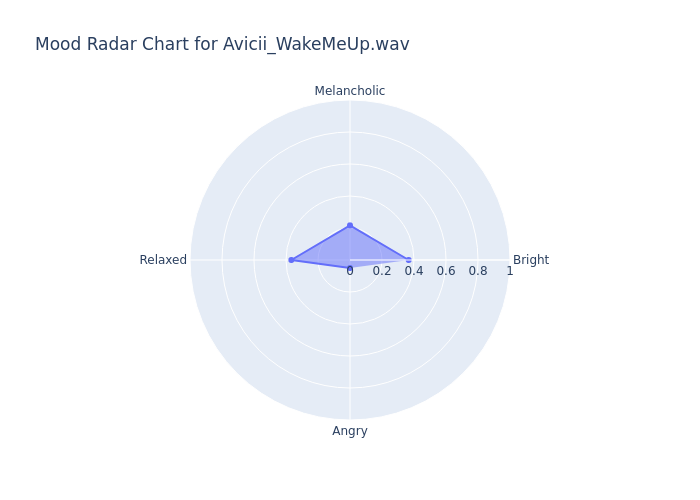 Mood Radar Chart for Avicii_WakeMeUp.wav
Melancholic
Relaxed
Bright
0 0.2 0.4 0.6 0.8 1
Angry